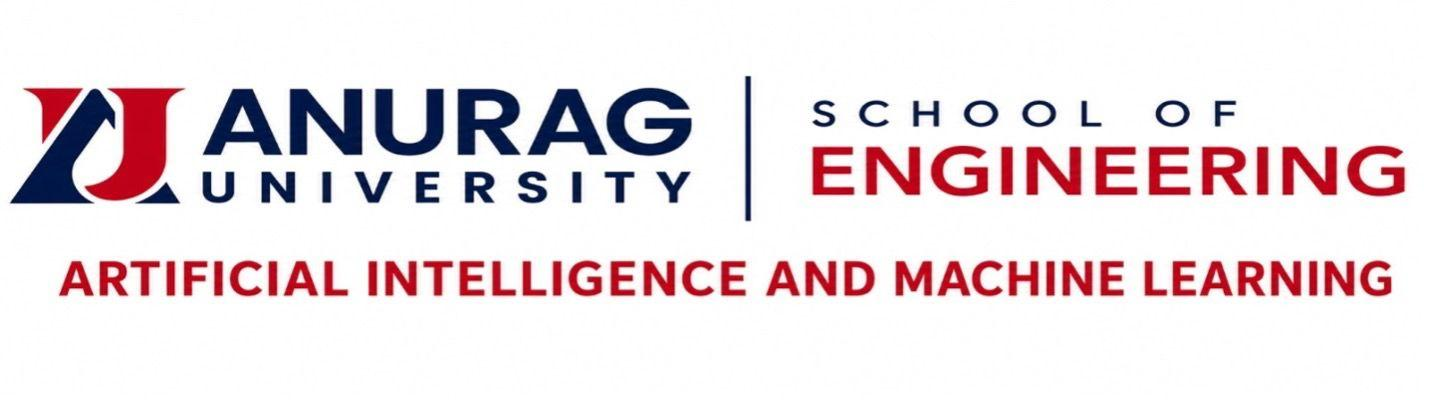 ANURAG
UNIVERSITY
SCHOOL OF
ENGINEERING
ARTIFICIAL INTELLIGENCE AND MACHINE LEARNING